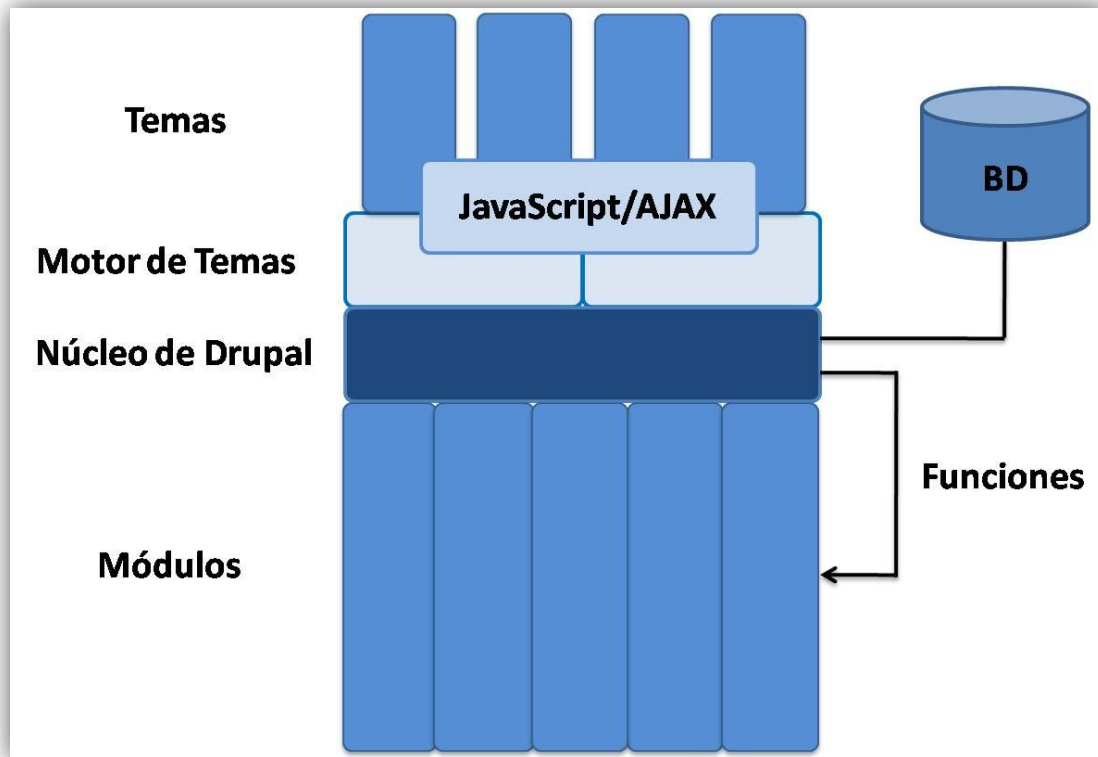 Temas
JavaScript/AJAX
BD
Motor de Temas
Núcleo de Drupal
Funciones
Módulos